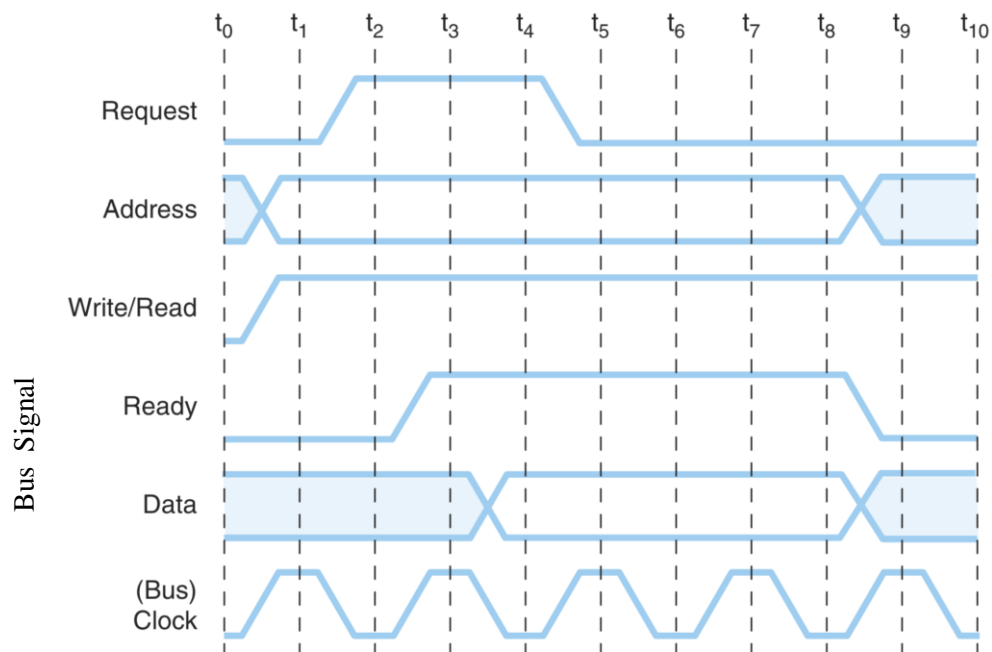 t₀ t₁ t₂ t₃ t₄ t₅ t₆ t₇ t₈ t₉ t₁₀
Request
Address
Write/Read
Ready
Data
(Bus)
Clock
Bus Signal